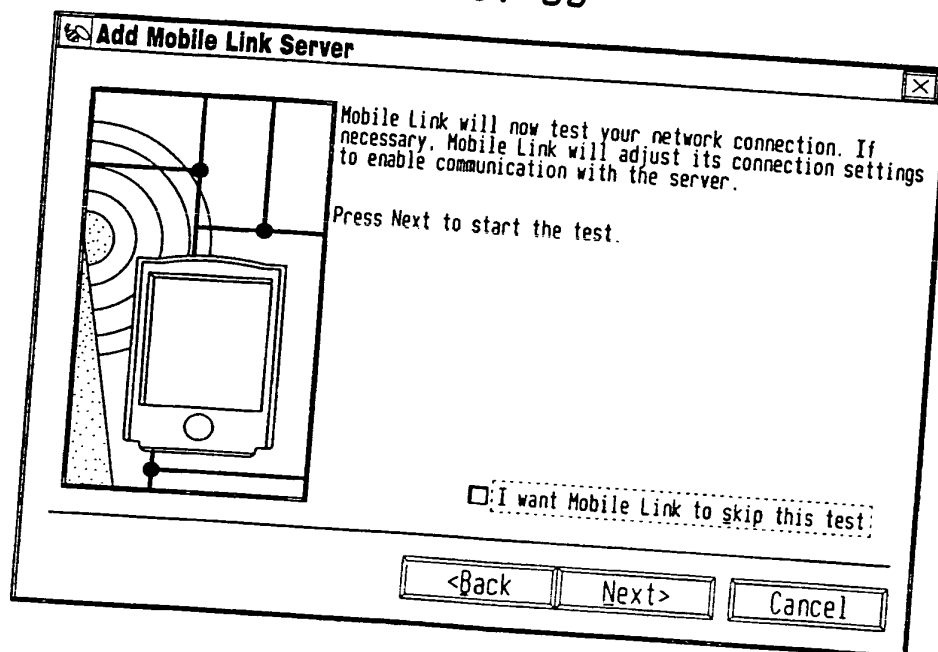 Add Mobile Link Server
Mobile Link will now test your network connection. If
necessary, Mobile Link will adjust its connection settings
to enable communication with the server.
Press Next to start the test.
I want Mobile Link to skip this test
<Back
Next>
Cancel